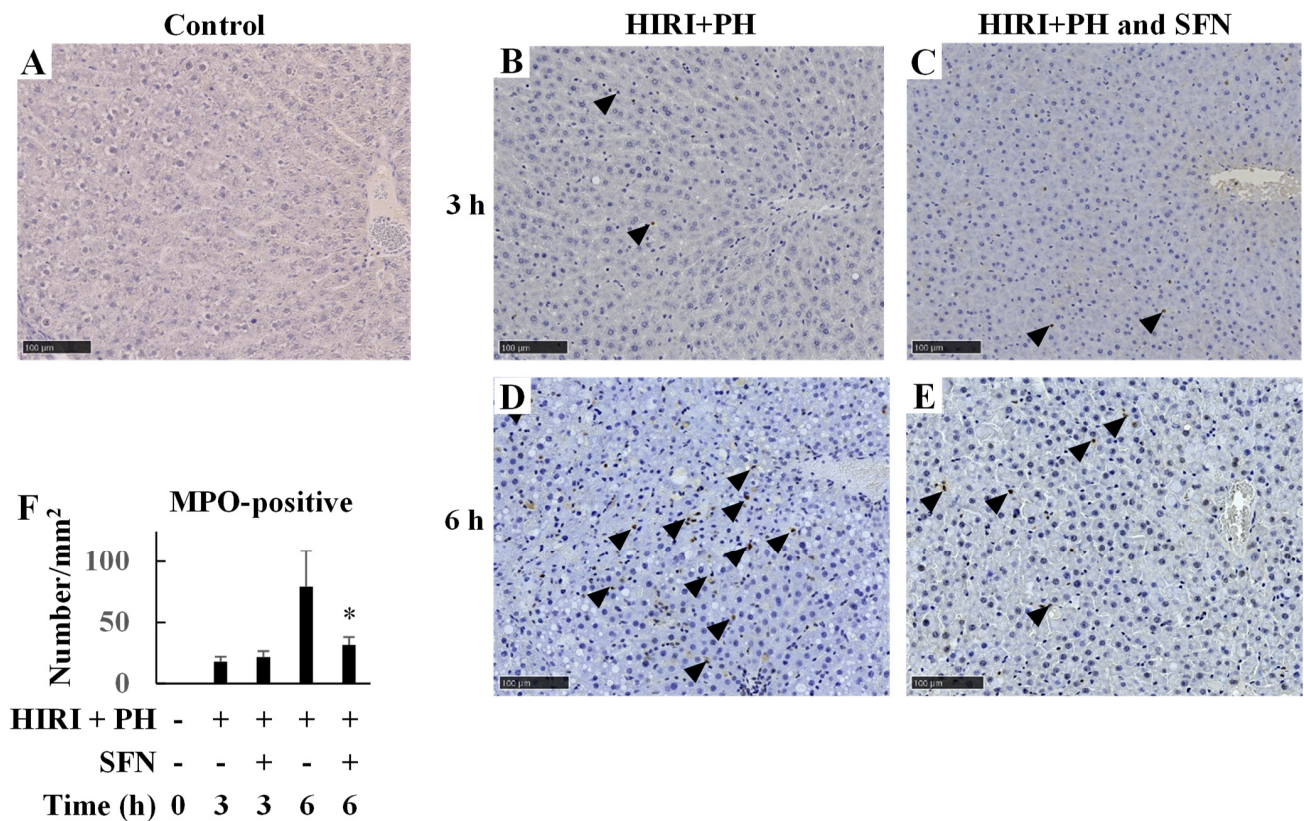 Control
HIRI+PH
HIRI+PH and SFN
A
B
C
3 h
100 µm
100 µm
100 µm
D
E
6 h
100 µm
100 µm
F
MPO-positive
Number/mm²
100
50
0
*
HIRI + PH - + + + +
SFN - - + - +
Time (h) 0 3 3 6 6